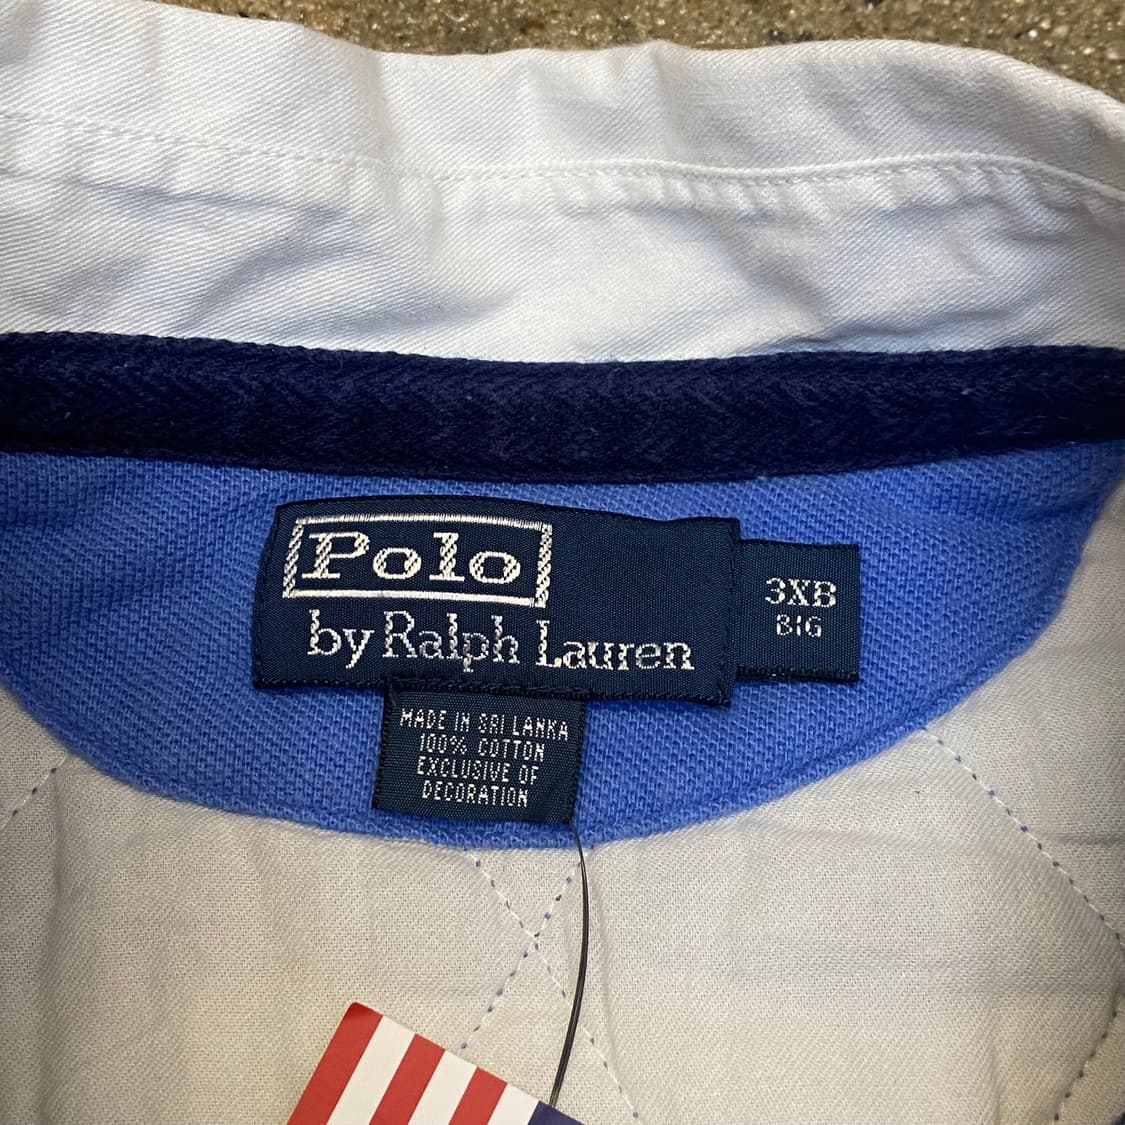 Polo
by Ralph Lauren
3XB
BIG
MADE IN SRI LANKA
100% COTTON
EXCLUSIVE OF
DECORATION